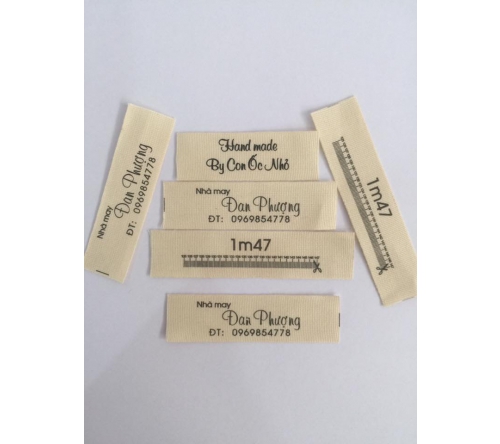 Nhà may
Đan Phượng
ĐT: 0969854778
Hand made
By Con Ốc Nhỏ
Nhà may
Đan Phượng
ĐT: 0969854778
1m47
1m47
Nhà may
Đan Phượng
ĐT: 0969854778